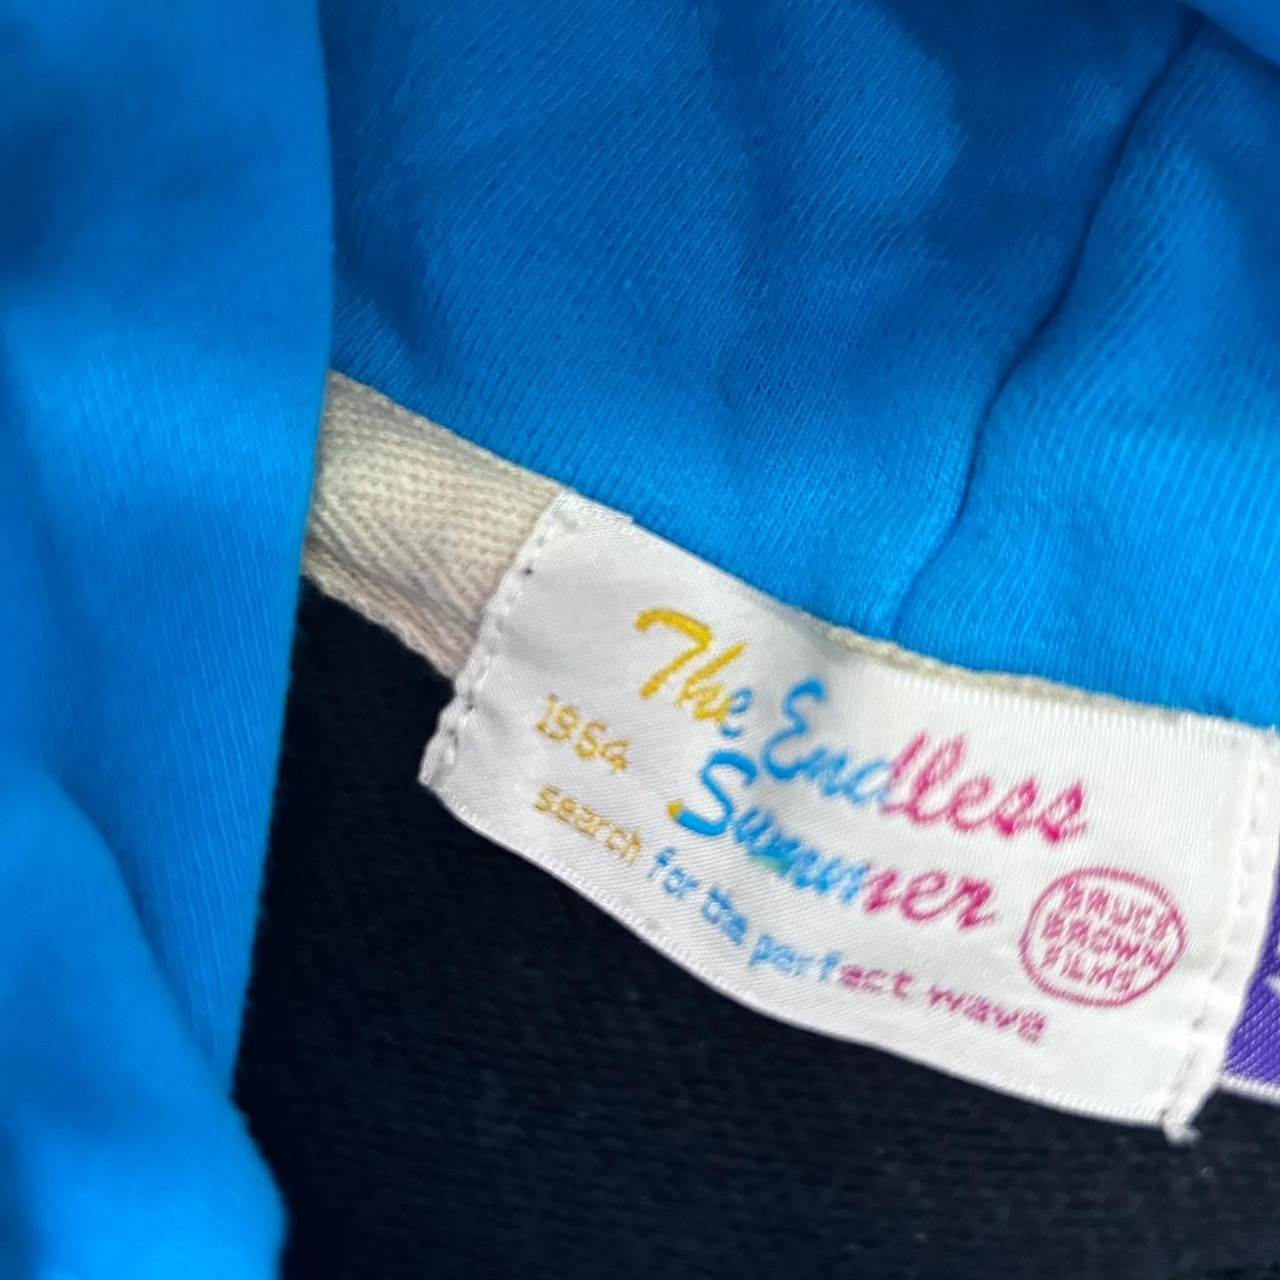 The Endless
1964
Summer
search for the perfect wave
BRUCE
BROWN
FILMS